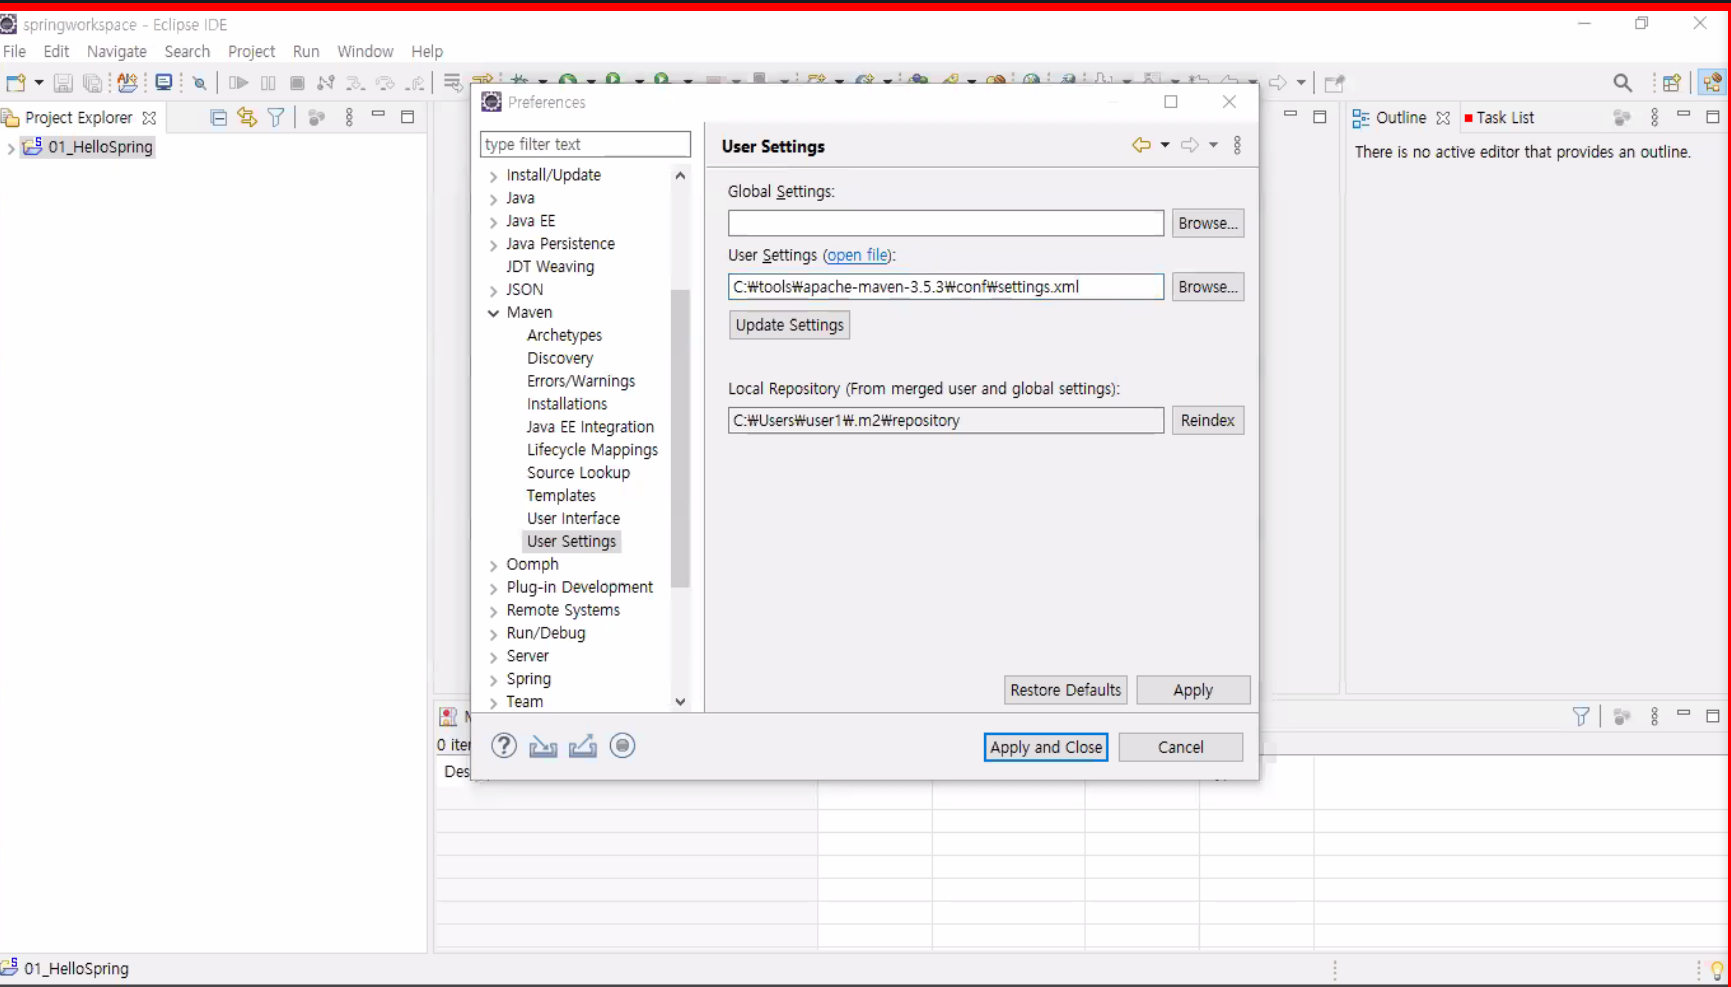 springworkspace - Eclipse IDE
File Edit Navigate Search Project Run Window Help
Project Explorer
01_HelloSpring
Preferences
type filter text
Install/Update
Java
Java EE
Java Persistence
JDT Weaving
JSON
Maven
Archetypes
Discovery
Errors/Warnings
Installations
Java EE Integration
Lifecycle Mappings
Source Lookup
Templates
User Interface
User Settings
Oomph
Plug-in Development
Remote Systems
Run/Debug
Server
Spring
Team
User Settings
Global Settings:
Browse...
User Settings (open file):
C:₩tools₩apache-maven-3.5.3₩conf₩settings.xml
Browse...
Update Settings
Local Repository (From merged user and global settings):
C:₩Users₩user1₩.m2₩repository
Reindex
Restore Defaults Apply
Apply and Close Cancel
Outline Task List
There is no active editor that provides an outline.
0 iter
Des
01_HelloSpring